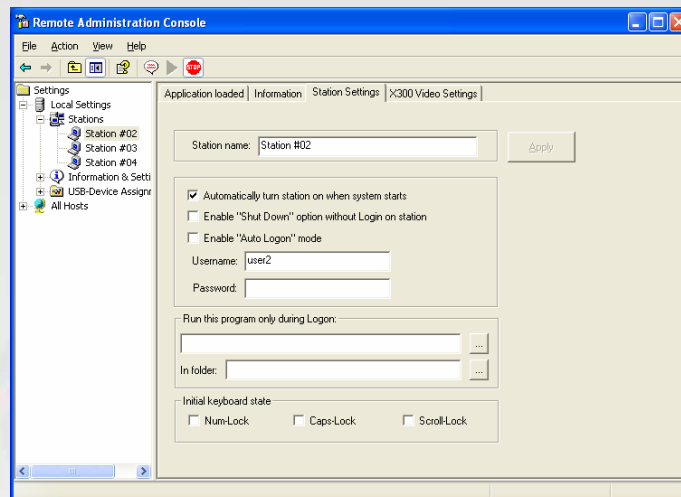 Remote Administration Console
File Action View Help
STOP
Settings
Local Settings
Stations
Station #02
Station #03
Station #04
Information & Setti
USB-Device Assignr
All Hosts
Application loaded Information Station Settings X300 Video Settings
Station name: Station #02
Apply
Automatically turn station on when system starts
Enable "Shut Down" option without Login on station
Enable "Auto Logon" mode
Username: user2
Password:
Run this program only during Logon:
...
In folder: ...
Initial keyboard state
Num-Lock Caps-Lock Scroll-Lock